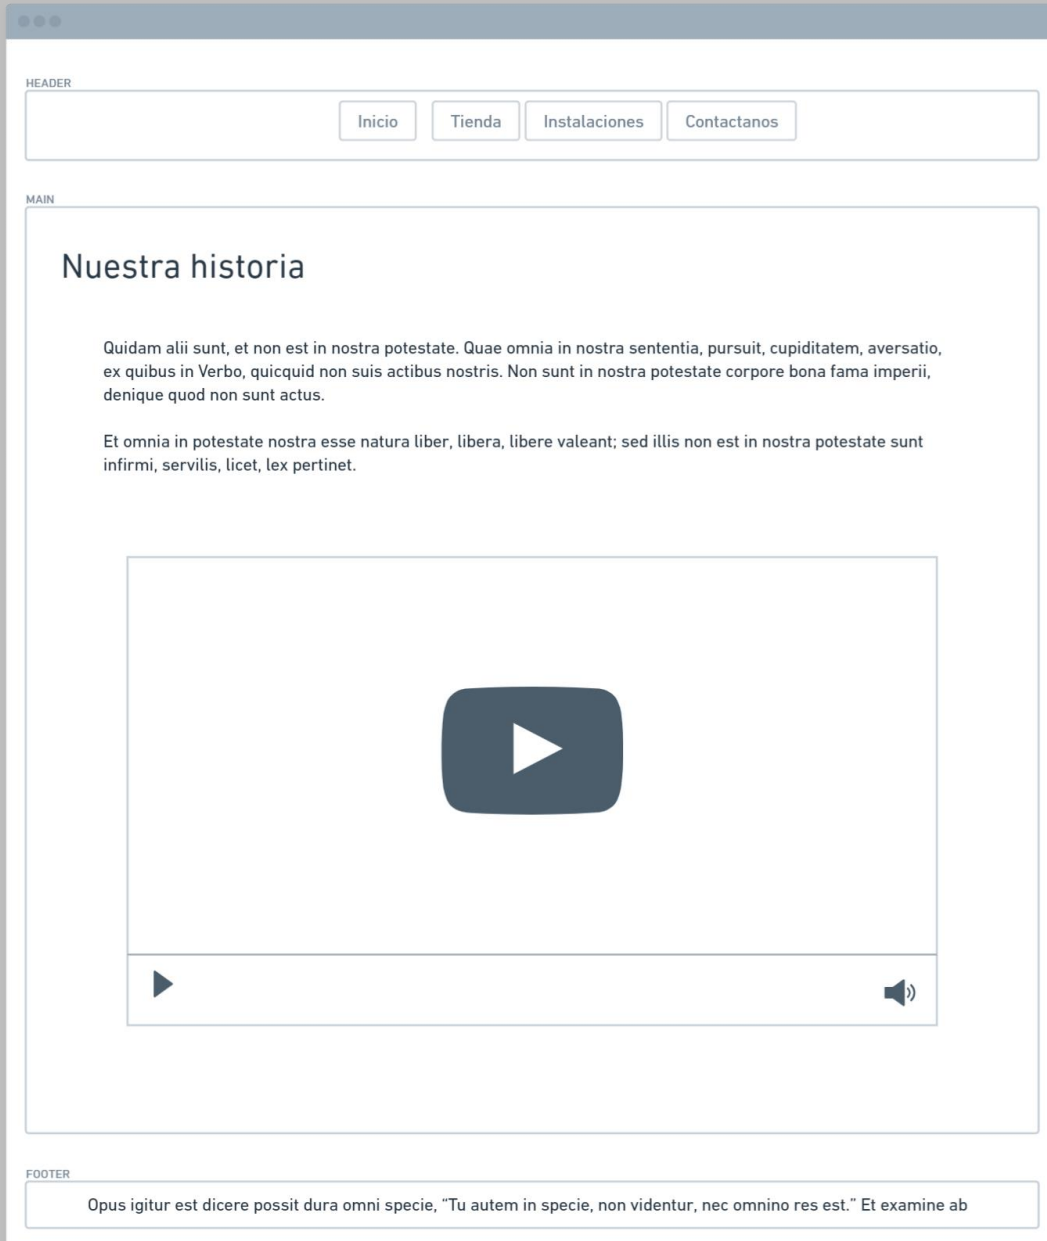 HEADER
Inicio Tienda Instalaciones Contactanos
MAIN
Nuestra historia
Quidam alii sunt, et non est in nostra potestate. Quae omnia in nostra sententia, pursuit, cupiditatem, aversatio,
ex quibus in Verbo, quicquid non suis actibus nostris. Non sunt in nostra potestate corpore bona fama imperii,
denique quod non sunt actus.
Et omnia in potestate nostra esse natura liber, libera, libere valeant; sed illis non est in nostra potestate sunt
infirmi, servilis, licet, lex pertinet.
FOOTER
Opus igitur est dicere possit dura omni specie, “Tu autem in specie, non videntur, nec omnino res est.” Et examine ab